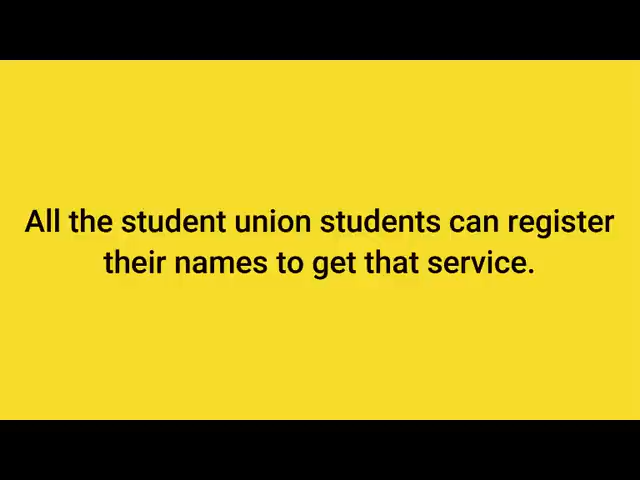 All the student union students can register
their names to get that service.